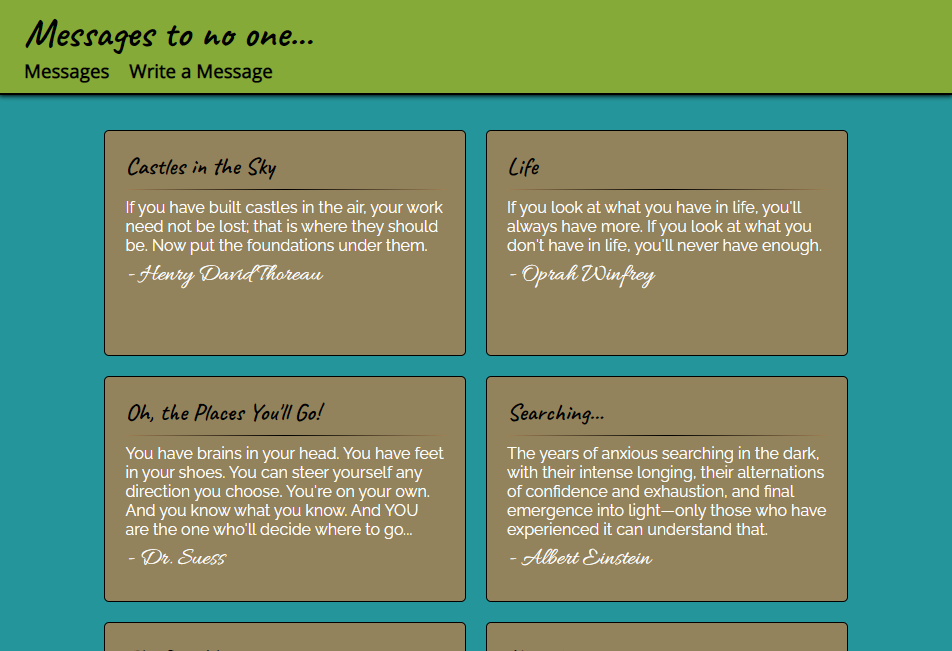 Messages to no one...
Messages Write a Message
Castles in the Sky
If you have built castles in the air, your work
need not be lost; that is where they should
be. Now put the foundations under them.
- Henry David Thoreau
Life
If you look at what you have in life, you'll
always have more. If you look at what you
don't have in life, you'll never have enough.
- Oprah Winfrey
Oh, the Places You'll Go!
You have brains in your head. You have feet
in your shoes. You can steer yourself any
direction you choose. You're on your own.
And you know what you know. And YOU
are the one who'll decide where to go...
- Dr. Suess
Searching...
The years of anxious searching in the dark,
with their intense longing, their alternations
of confidence and exhaustion, and final
emergence into light—only those who have
experienced it can understand that.
- Albert Einstein